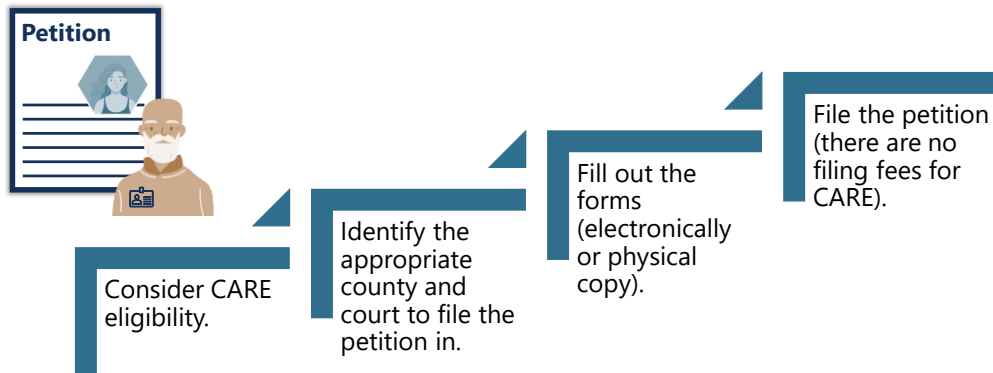 Petition
Consider CARE
eligibility.
Identify the
appropriate
county and
court to file the
petition in.
Fill out the
forms
(electronically
or physical
copy).
File the petition
(there are no
filing fees for
CARE).